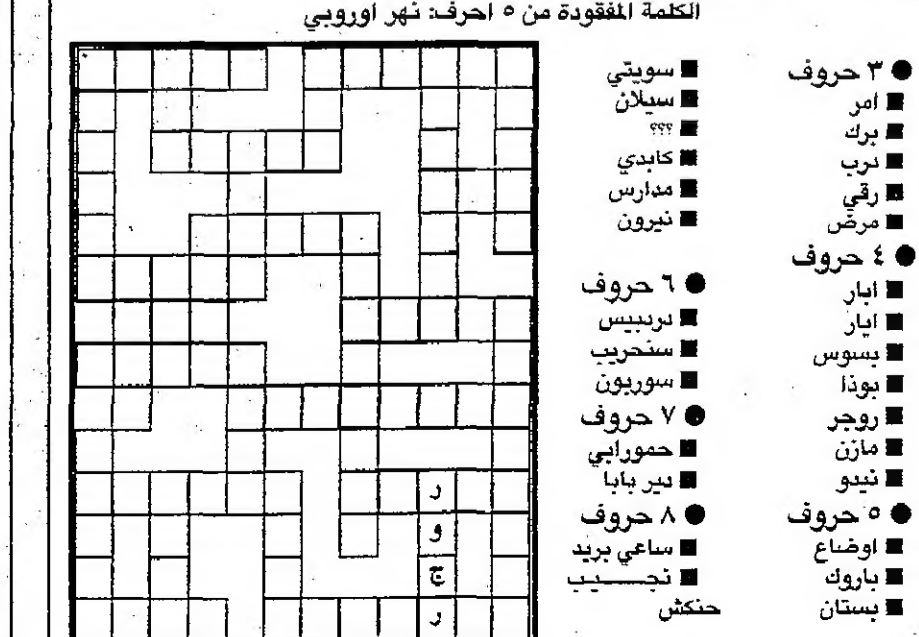 الكلمة المفقودة من ٥ احرف: نهر اوروبي
● ٣ حروف
■ امر
■ برك
■ درب
■ رقي
■ مرض
● ٤ حروف
■ ابار
■ ايار
■ بسوس
■ بوذا
■ روجر
■ مازن
■ نيدو
● ٥ حروف
■ اوضاع
■ باروك
■ بستان
■ سويتي
■ سيلان
■ ؟؟؟
■ كابدي
■ مدارس
■ نيرون
● ٦ حروف
■ دردبيس
■ سنحريب
■ سوربون
● ٧ حروف
■ حمورابي
■ دير بابا
● ٨ حروف
■ ساعي بريد
■ نجـــيـب
حنكش
ر
و
ج
ر